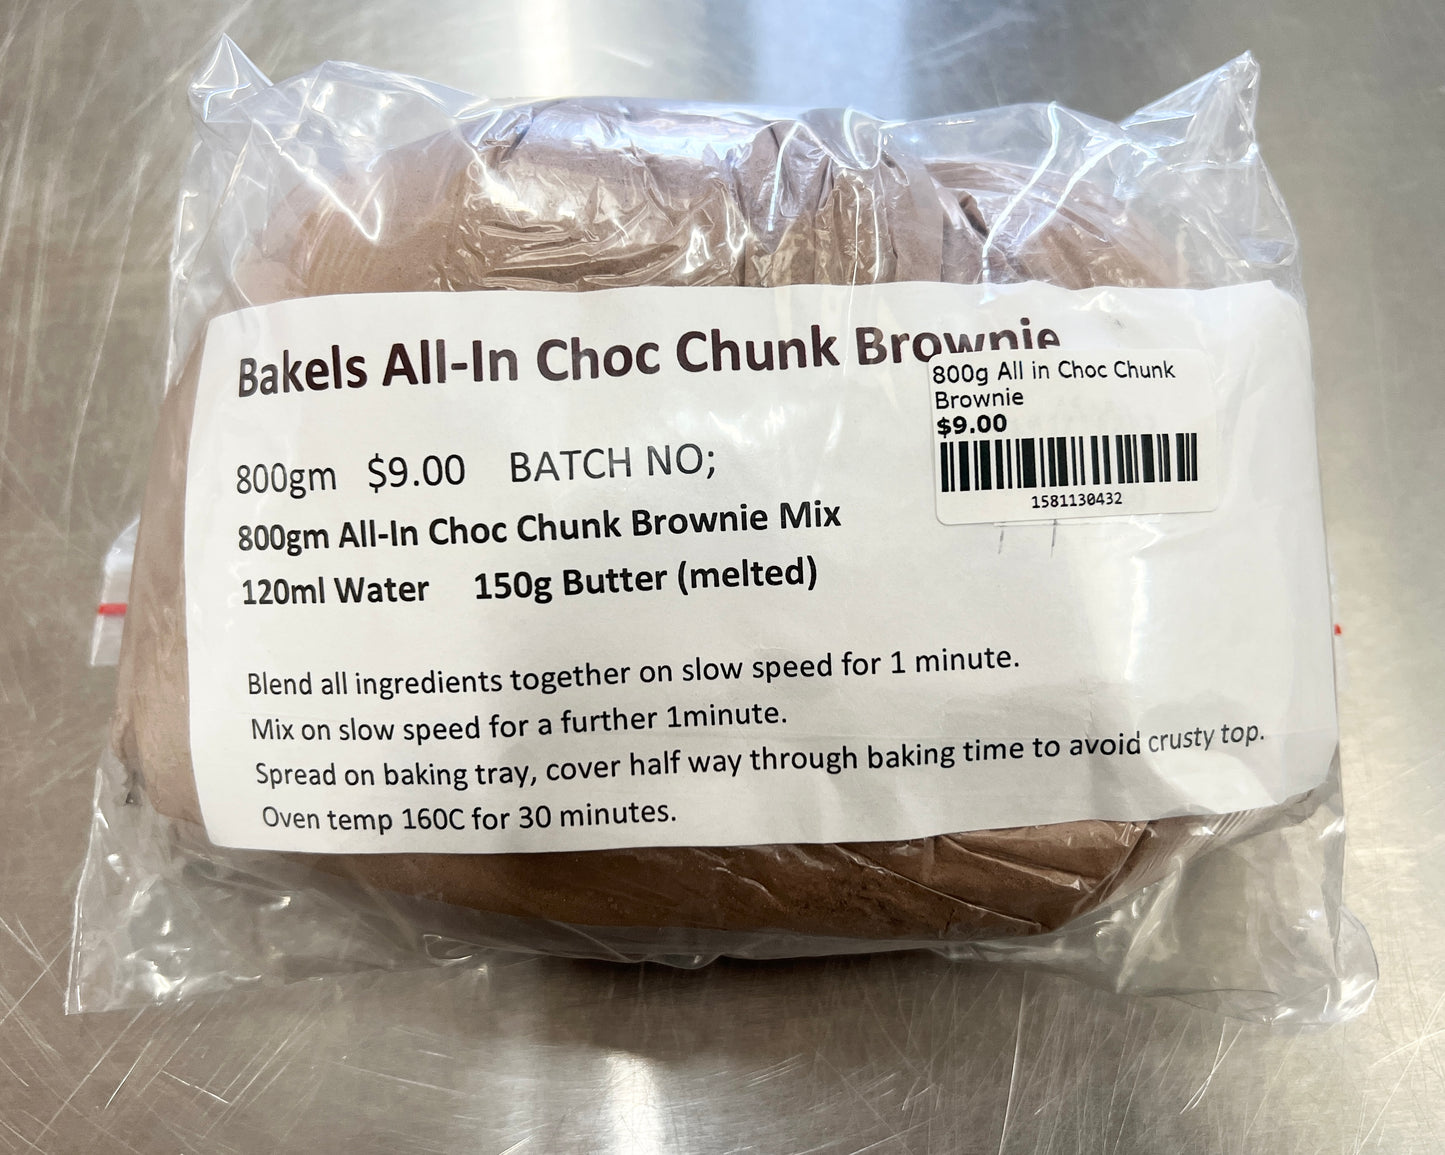 Bakels All-In Choc Chunk Brownie
800g All in Choc Chunk
Brownie
$9.00
1581130432
800gm $9.00 BATCH NO;
800gm All-In Choc Chunk Brownie Mix
120ml Water 150g Butter (melted)
Blend all ingredients together on slow speed for 1 minute.
Mix on slow speed for a further 1minute.
Spread on baking tray, cover half way through baking time to avoid crusty top.
Oven temp 160C for 30 minutes.